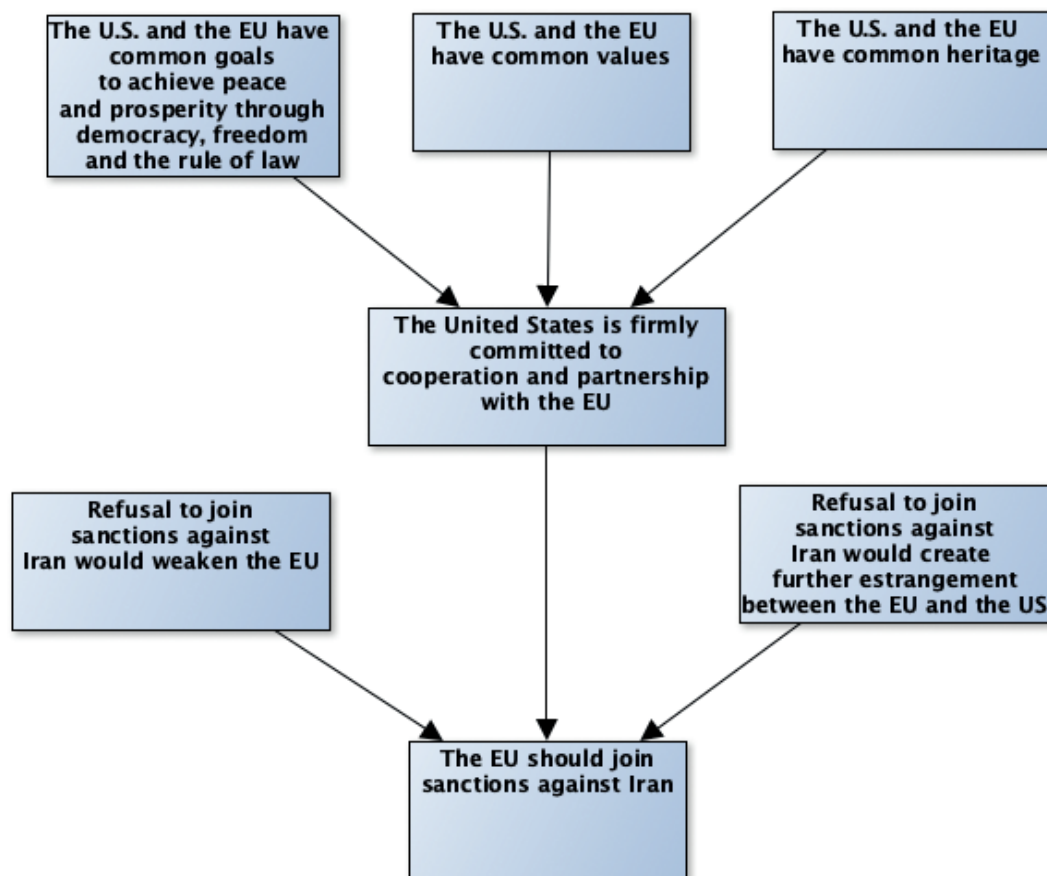 The U.S. and the EU have
common goals
to achieve peace
and prosperity through
democracy, freedom
and the rule of law
The U.S. and the EU
have common values
The U.S. and the EU
have common heritage
The United States is firmly
committed to
cooperation and partnership
with the EU
Refusal to join
sanctions against
Iran would weaken the EU
Refusal to join
sanctions against
Iran would create
further estrangement
between the EU and the US
The EU should join
sanctions against Iran